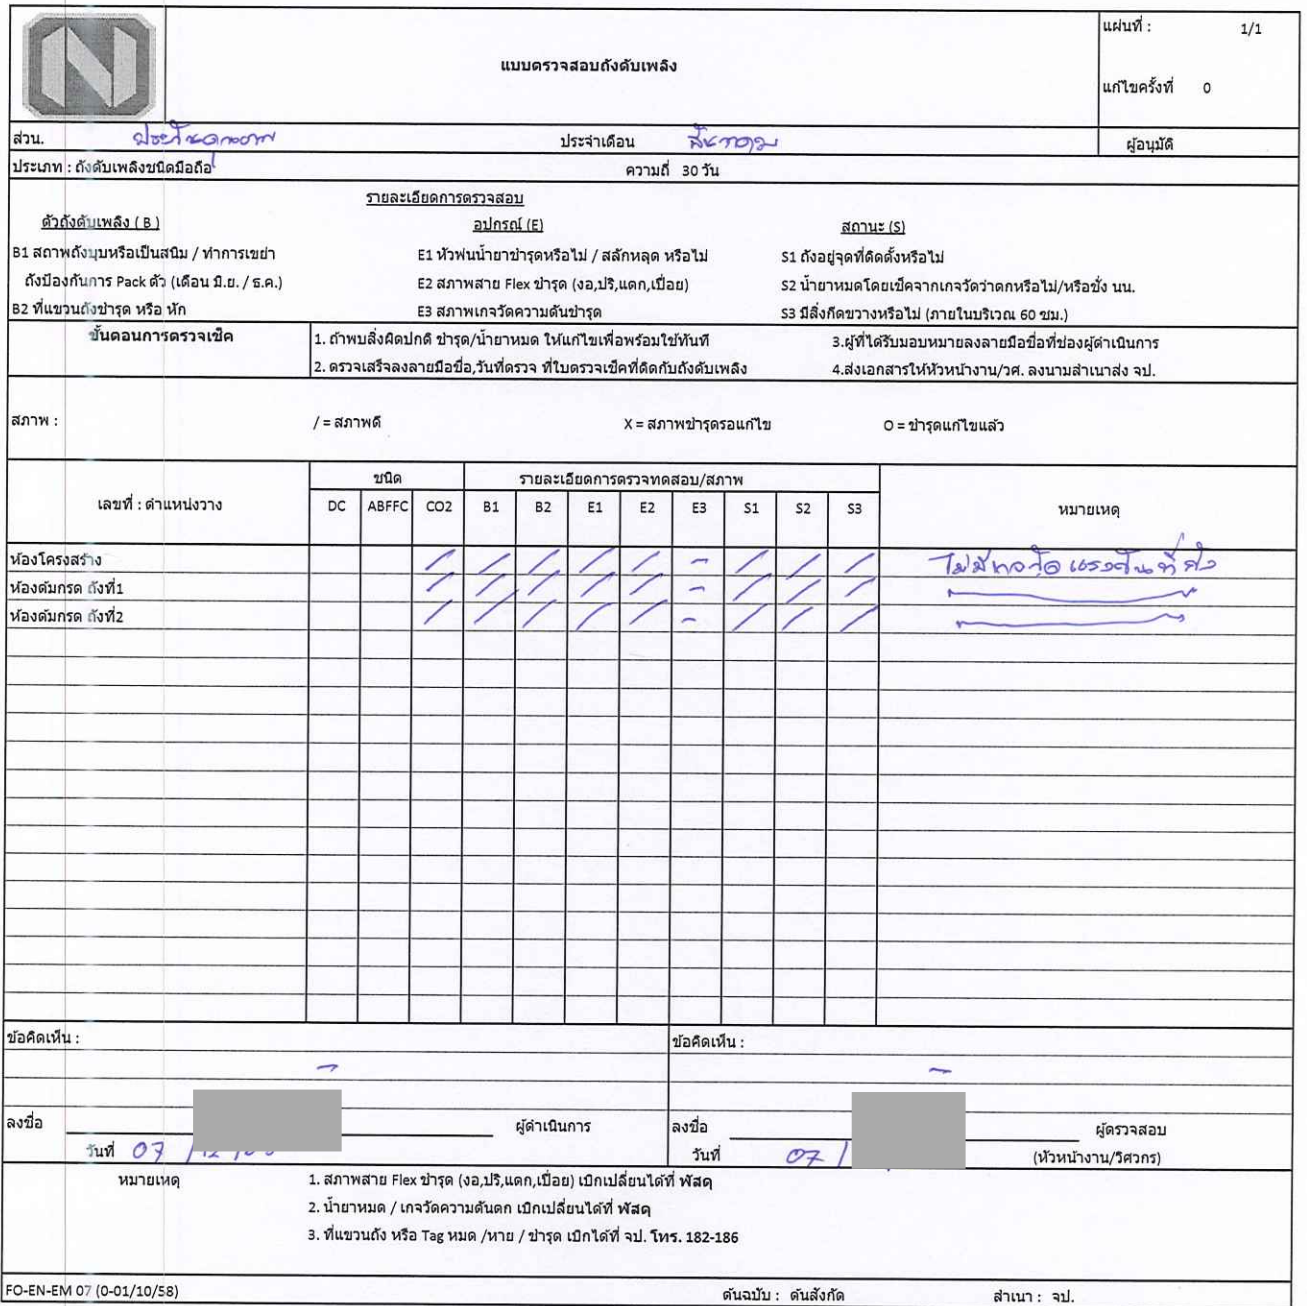 แผ่นที่ : 1/1
แบบตรวจสอบถังดับเพลิง
แก้ไขครั้งที่ 0
ส่วน. ประกันคุณภาพ ประจำเดือน ธันวาคม ผู้อนุมัติ
ประเภท : ถังดับเพลิงชนิดมือถือ ความถี่ 30 วัน
รายละเอียดการตรวจสอบ
ตัวถังดับเพลิง ( B ) อุปกรณ์ (E) สถานะ (S)
B1 สถาพถังบุบหรือเป็นสนิม / ทำการเขย่า E1 หัวพ่นน้ำยาชำรุดหรือไม่ / สลักหลุด หรือไม่ S1 ถังอยู่จุดที่ติดตั้งหรือไม่
ถังป้องกันการ Pack ตัว (เดือน มิ.ย. / ธ.ค.) E2 สภาพสาย Flex ชำรุด (งอ,ปริ,แตก,เปื่อย) S2 น้ำยาหมดโดยเช็คจากเกจวัดว่าตกหรือไม่/หรือชั่ง นน.
B2 ที่แขวนถังชำรุด หรือ หัก E3 สภาพเกจวัดความดันชำรุด S3 มีสิ่งกีดขวางหรือไม่ (ภายในบริเวณ 60 ซม.)
ขั้นตอนการตรวจเช็ค 1. ถ้าพบสิ่งผิดปกติ ชำรุด/น้ำยาหมด ให้แก้ไขเพื่อพร้อมใช้ทันที 3.ผู้ที่ได้รับมอบหมายลงลายมือชื่อที่ช่องผู้ดำเนินการ
2. ตรวจเสร็จลงลายมือชื่อ,วันที่ตรวจ ที่ใบตรวจเช็คที่ติดกับถังดับเพลิง 4.ส่งเอกสารให้หัวหน้างาน/วศ. ลงนามสำเนาส่ง จป.
สภาพ : / = สภาพดี X = สภาพชำรุดรอแก้ไข O = ชำรุดแก้ไขแล้ว
ชนิด รายละเอียดการตรวจทดสอบ/สภาพ
เลขที่ : ตำแหน่งวาง DC ABFFC CO2 B1 B2 E1 E2 E3 S1 S2 S3 หมายเหตุ
ห้องโครงสร้าง / / / / / - / / / ไม่มีเกจวัดแรงดันที่ถัง
ห้องต้มกรด ถังที่1 / / / / / - / / /
ห้องต้มกรด ถังที่2 / / / / / - / / /
ข้อคิดเห็น : ข้อคิดเห็น :
- -
ลงชื่อ ผู้ดำเนินการ ลงชื่อ ผู้ตรวจสอบ
วันที่ 07 / วันที่ 07 / (หัวหน้างาน/วิศวกร)
หมายเหตุ 1. สภาพสาย Flex ชำรุด (งอ,ปริ,แตก,เปื่อย) เบิกเปลี่ยนได้ที่ พัสดุ
2. น้ำยาหมด / เกจวัดความดันตก เบิกเปลี่ยนได้ที่ พัสดุ
3. ที่แขวนถัง หรือ Tag หมด /หาย / ชำรุด เบิกได้ที่ จป. โทร. 182-186
FO-EN-EM 07 (0-01/10/58) ต้นฉบับ : ต้นสังกัด สำเนา : จป.